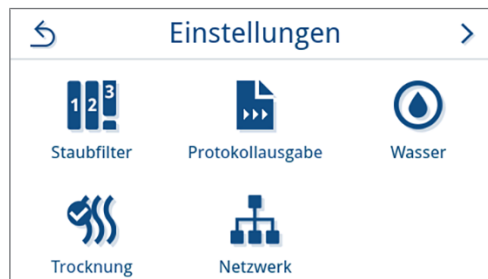 Einstellungen
1 2 3
Staubfilter
Protokollausgabe
Wasser
Trocknung
Netzwerk